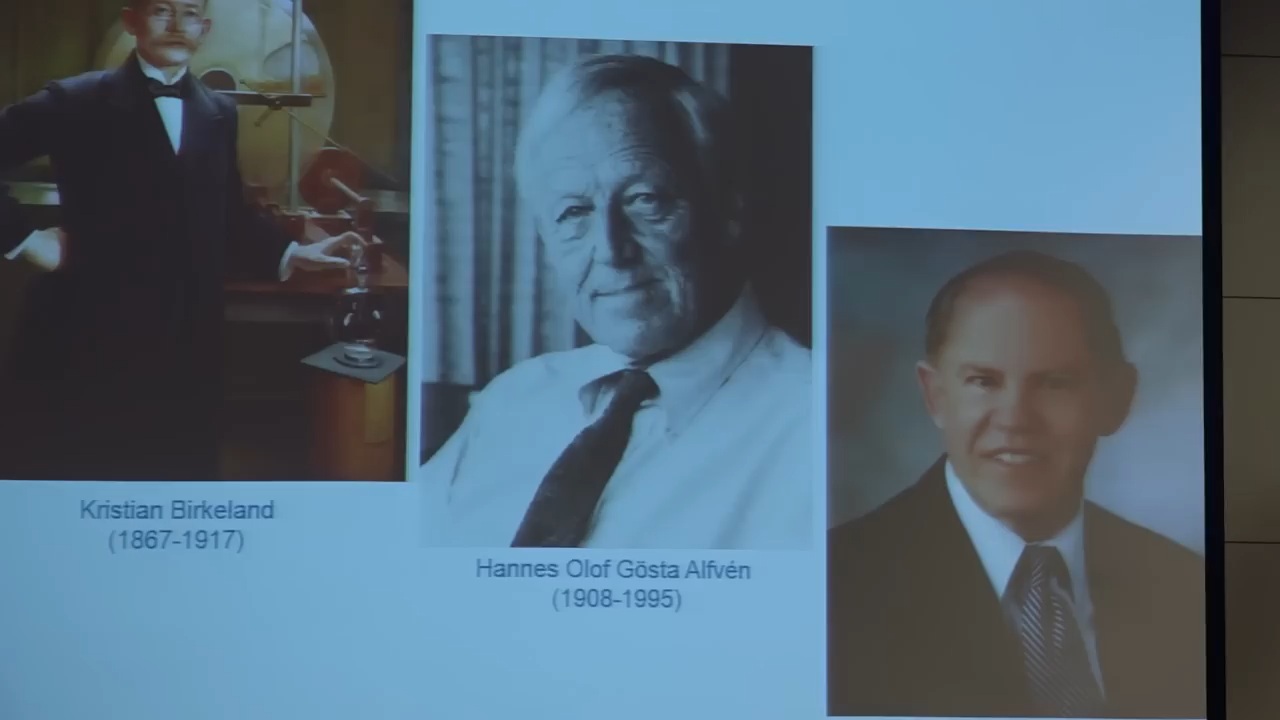 Kristian Birkeland
(1867-1917)
Hannes Olof Gösta Alfvén
(1908-1995)